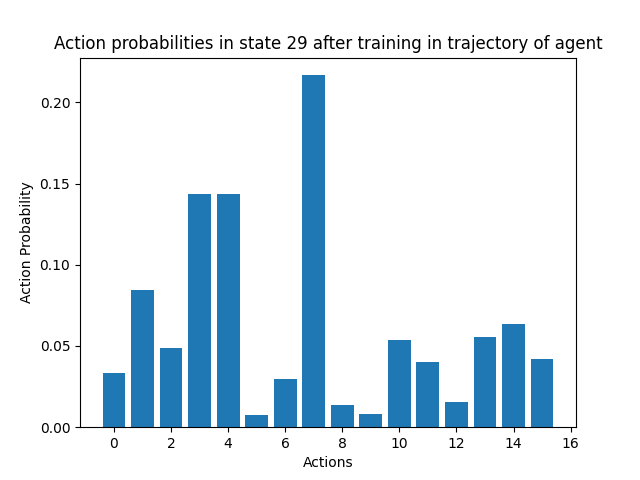 Action probabilities in state 29 after training in trajectory of agent
0.20
0.15
0.10
0.05
0.00
Action Probability
0 2 4 6 8 10 12 14 16
Actions